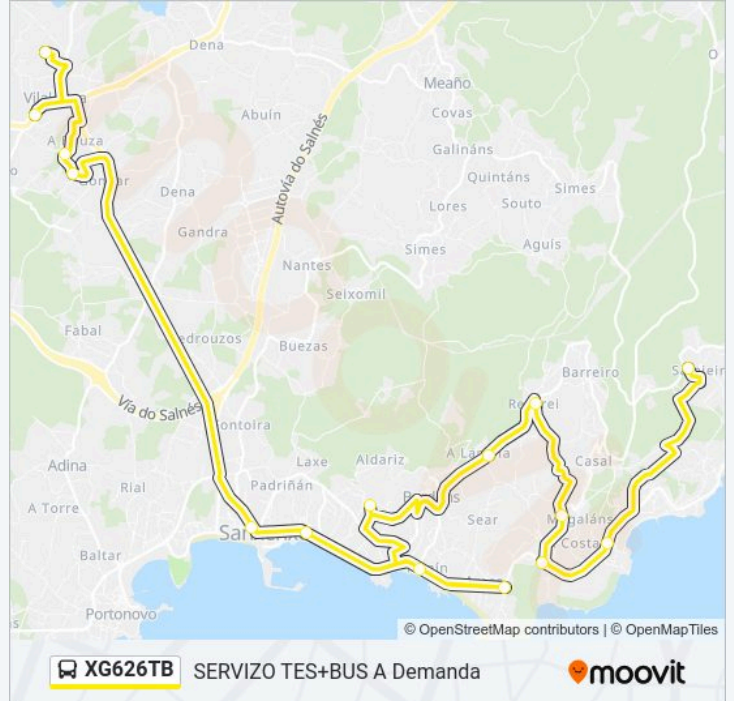 Dena
Meaño
Covas
Abuín
Galináns
Quintáns
Simes
Dena
Lores
Souto
Autovía do Salnés
Gandra
Simes
Aguís
Nantes
Seixomil
Fabal
Buezas
Barreiro
Vía do Salnés
Adina
Laxe
Aldariz
Casal
Rial
Padriñán
A Torre
Sear
Baltar
Costa
Portonovo
© OpenStreetMap contributors | © OpenMapTiles
XG626TB SERVIZO TES+BUS A Demanda
moovit